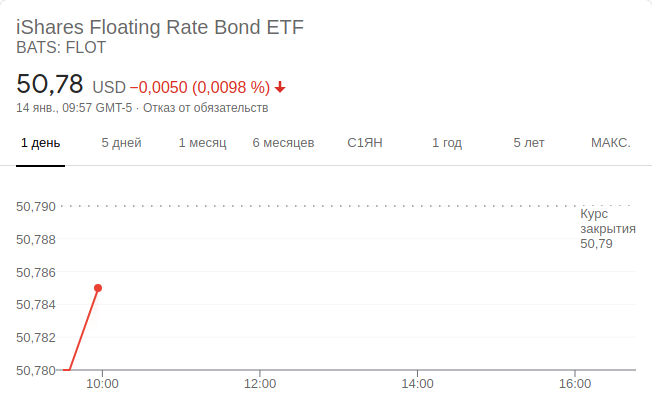 iShares Floating Rate Bond ETF
BATS: FLOT
50,78 USD −0,0050 (0,0098 %)
14 янв., 09:57 GMT-5 · Отказ от обязательств
1 день 5 дней 1 месяц 6 месяцев С1ЯН 1 год 5 лет МАКС.
50,790
Курс
закрытия
50,79
50,788
50,786
50,784
50,782
50,780
10:00 12:00 14:00 16:00